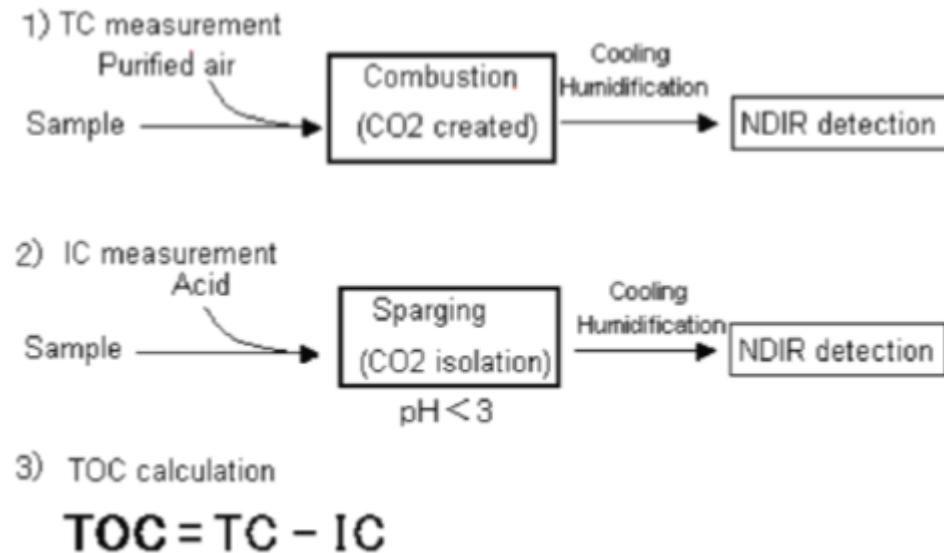 1) TC measurement
Purified air
Sample
Combustion
(CO2 created)
Cooling
Humidification
NDIR detection
2) IC measurement
Acid
Sample
Sparging
(CO2 isolation)
pH<3
Cooling
Humidification
NDIR detection
3) TOC calculation
TOC = TC - IC